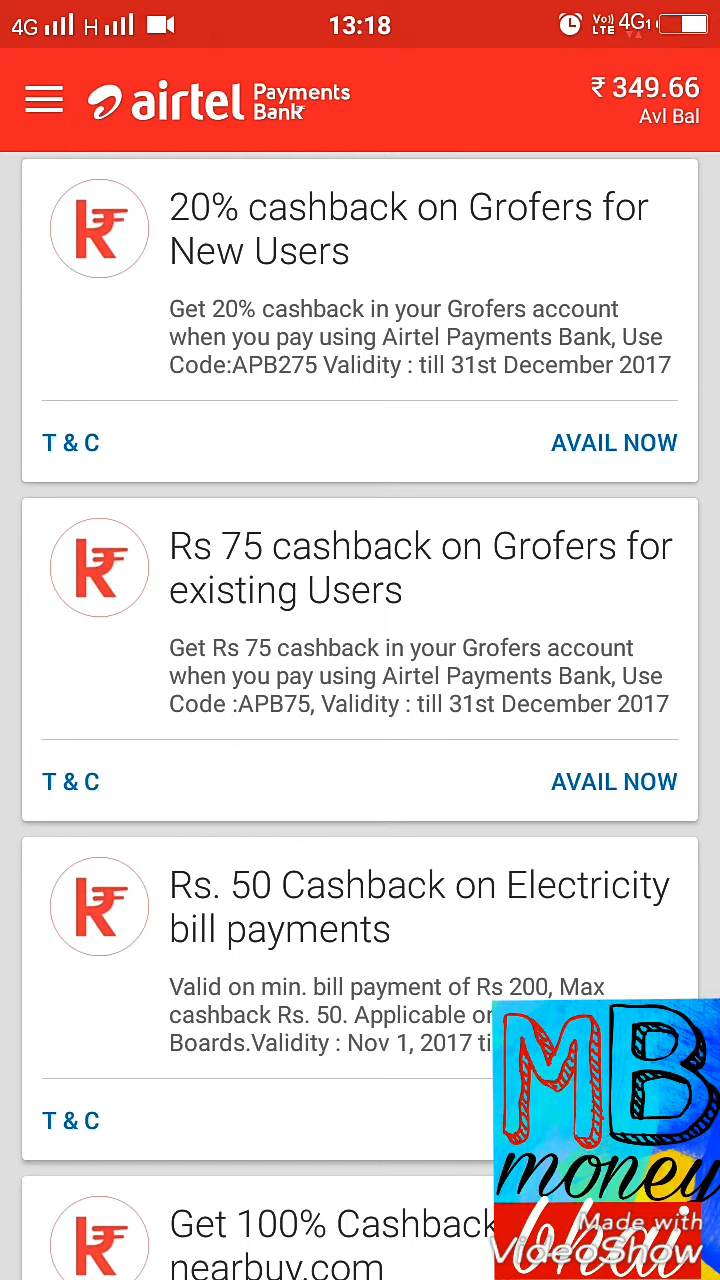 4G H 13:18 Vo) LTE 4G1
airtel Payments Bank ₹ 349.66
Avl Bal
20% cashback on Grofers for
New Users
Get 20% cashback in your Grofers account
when you pay using Airtel Payments Bank, Use
Code:APB275 Validity : till 31st December 2017
T & C AVAIL NOW
Rs 75 cashback on Grofers for
existing Users
Get Rs 75 cashback in your Grofers account
when you pay using Airtel Payments Bank, Use
Code :APB75, Validity : till 31st December 2017
T & C AVAIL NOW
Rs. 50 Cashback on Electricity
bill payments
Valid on min. bill payment of Rs 200, Max
cashback Rs. 50. Applicable
Boards.Validity : Nov 1, 2017
T & C
MB
money
bhai
Get 100% Cashback
nearbuy.com
Made with
VideoShow